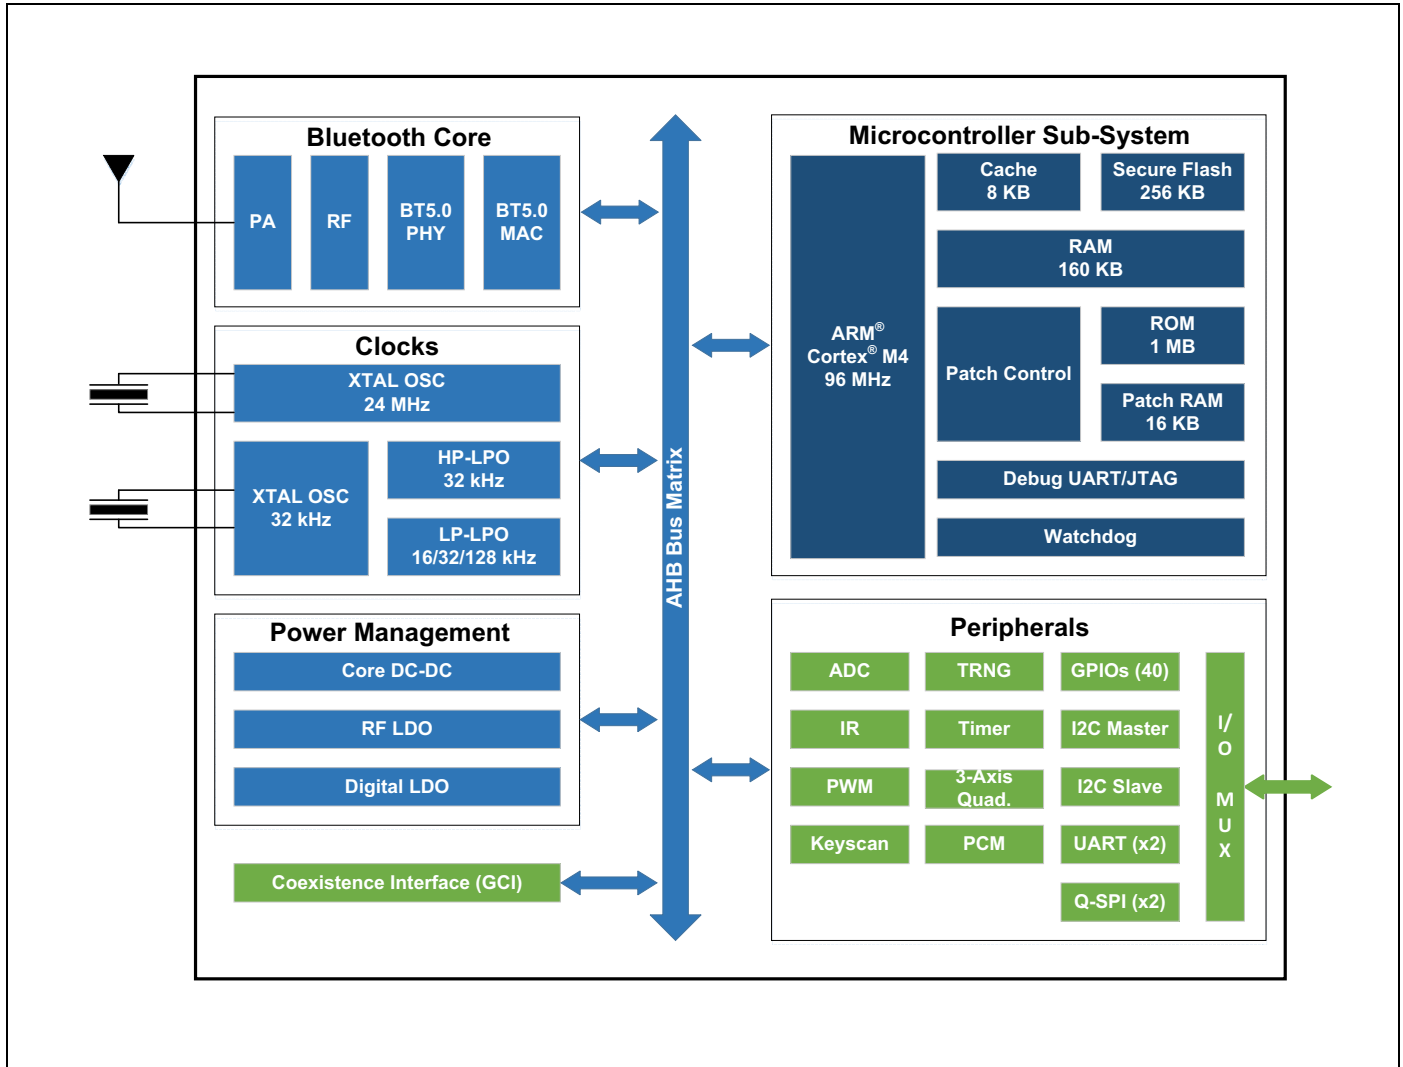 Bluetooth Core
PA
RF
BT5.0
PHY
BT5.0
MAC
Clocks
XTAL OSC
24 MHz
XTAL OSC
32 kHz
HP-LPO
32 kHz
LP-LPO
16/32/128 kHz
Power Management
Core DC-DC
RF LDO
Digital LDO
Coexistence Interface (GCI)
AHB Bus Matrix
Microcontroller Sub-System
ARM®
Cortex® M4
96 MHz
Cache
8 KB
Secure Flash
256 KB
RAM
160 KB
Patch Control
ROM
1 MB
Patch RAM
16 KB
Debug UART/JTAG
Watchdog
Peripherals
ADC
TRNG
GPIOs (40)
IR
Timer
I2C Master
PWM
3-Axis
Quad.
I2C Slave
Keyscan
PCM
UART (x2)
Q-SPI (x2)
I/O MUX